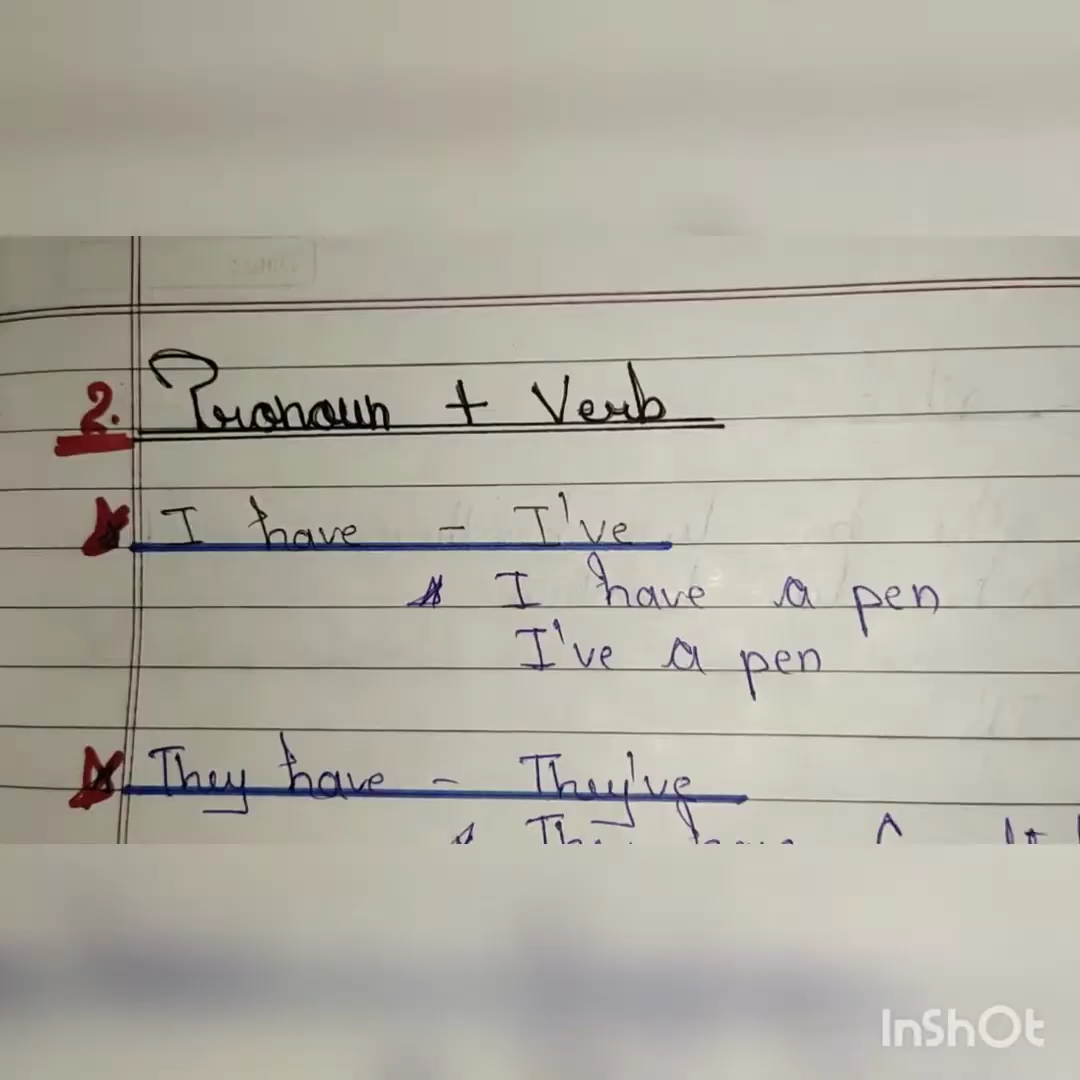 2. Pronoun + Verb
I have - I've
I have a pen
I've a pen
They have - They've
InShOt